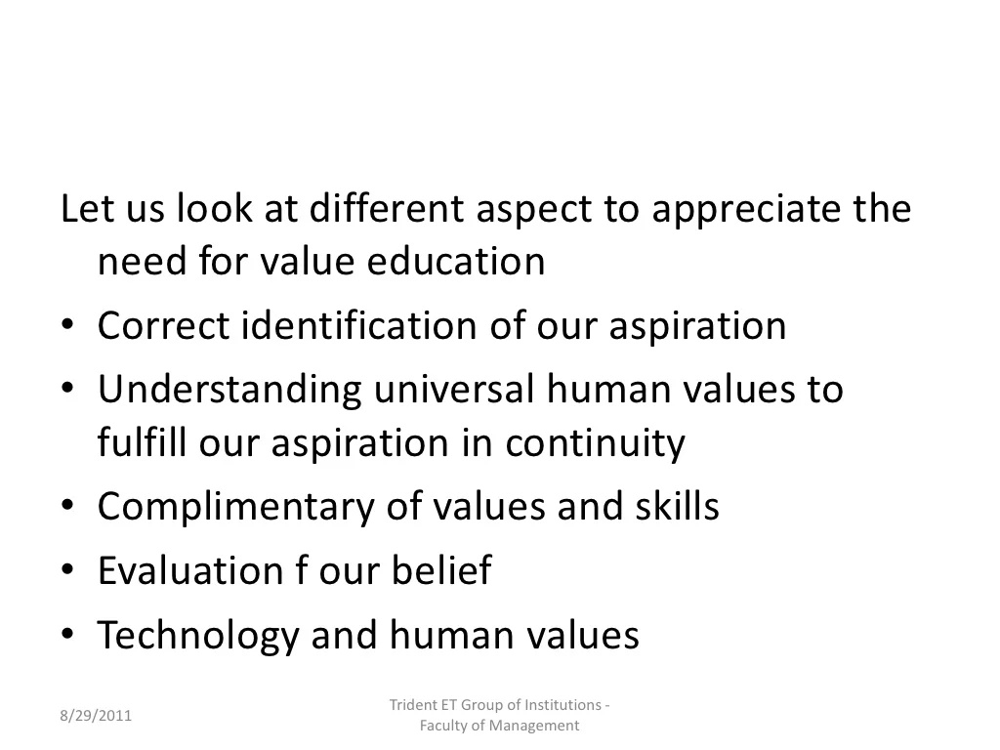 Let us look at different aspect to appreciate the
need for value education
• Correct identification of our aspiration
• Understanding universal human values to
fulfill our aspiration in continuity
• Complimentary of values and skills
• Evaluation f our belief
• Technology and human values
8/29/2011
Trident ET Group of Institutions -
Faculty of Management